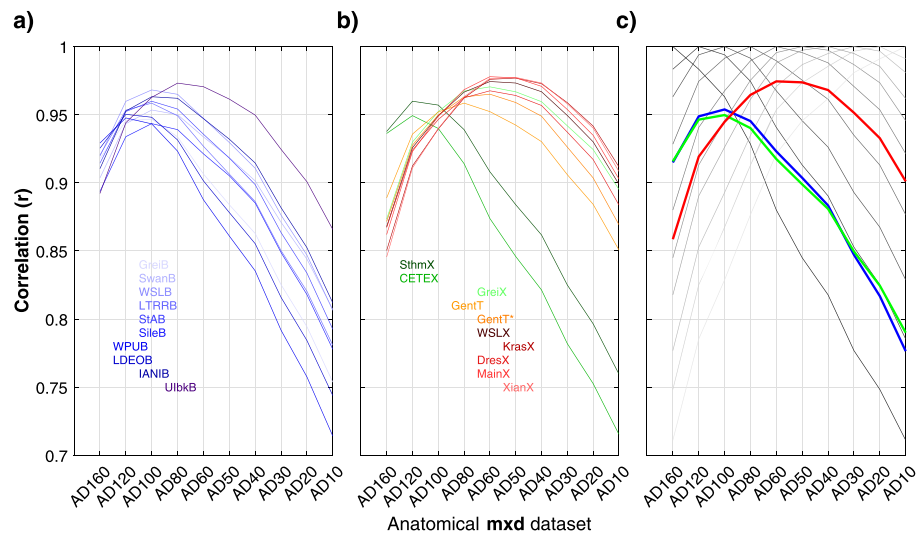 a)
b)
c)
Correlation (r)
1
0.95
0.9
0.85
0.8
0.75
0.7
GreiB
SwanB
WSLB
LTRRB
StAB
SileB
WPUB
LDEOB
IANIB
UIbkB
AD160
AD120
AD100
AD80
AD60
AD50
AD40
AD30
AD20
AD10
SthmX
CETEX
GreiX
GentT
GentT*
WSLX
KrasX
DresX
MainX
XianX
AD160
AD120
AD100
AD80
AD60
AD50
AD40
AD30
AD20
AD10
AD160
AD120
AD100
AD80
AD60
AD50
AD40
AD30
AD20
AD10
Anatomical mxd dataset